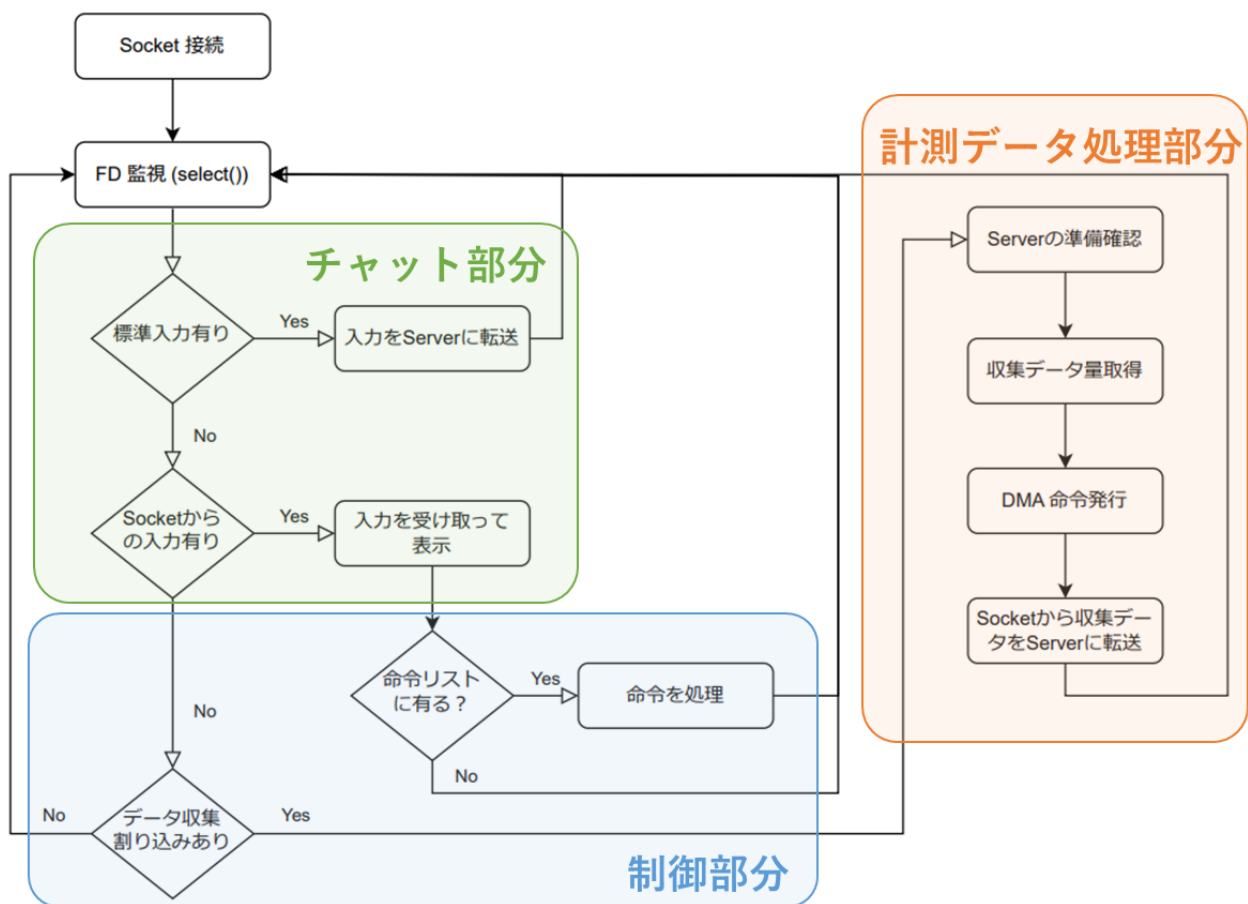 Socket 接続
FD 監視 (select())
チャット部分
標準入力有り
Yes
入力をServerに転送
No
Socketから
の入力有り
Yes
入力を受け取って
表示
No
命令リスト
に有る？
Yes
命令を処理
No
データ収集
割り込みあり
No
Yes
制御部分
計測データ処理部分
Serverの準備確認
収集データ量取得
DMA 命令発行
Socketから収集デー
タをServerに転送